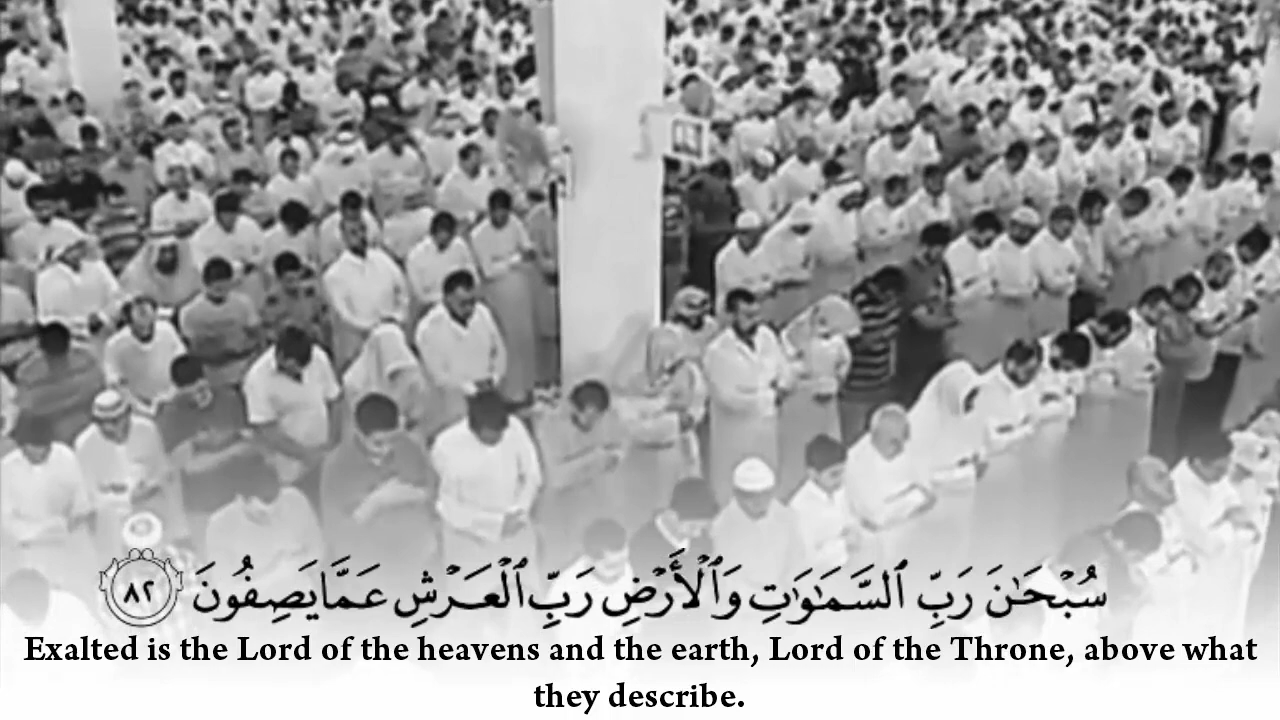 سُبْحَٰنَ رَبِّ ٱلسَّمَٰوَٰتِ وَٱلْأَرْضِ رَبِّ ٱلْعَرْشِ عَمَّا يَصِفُونَ ٨٢
Exalted is the Lord of the heavens and the earth, Lord of the Throne, above what
they describe.